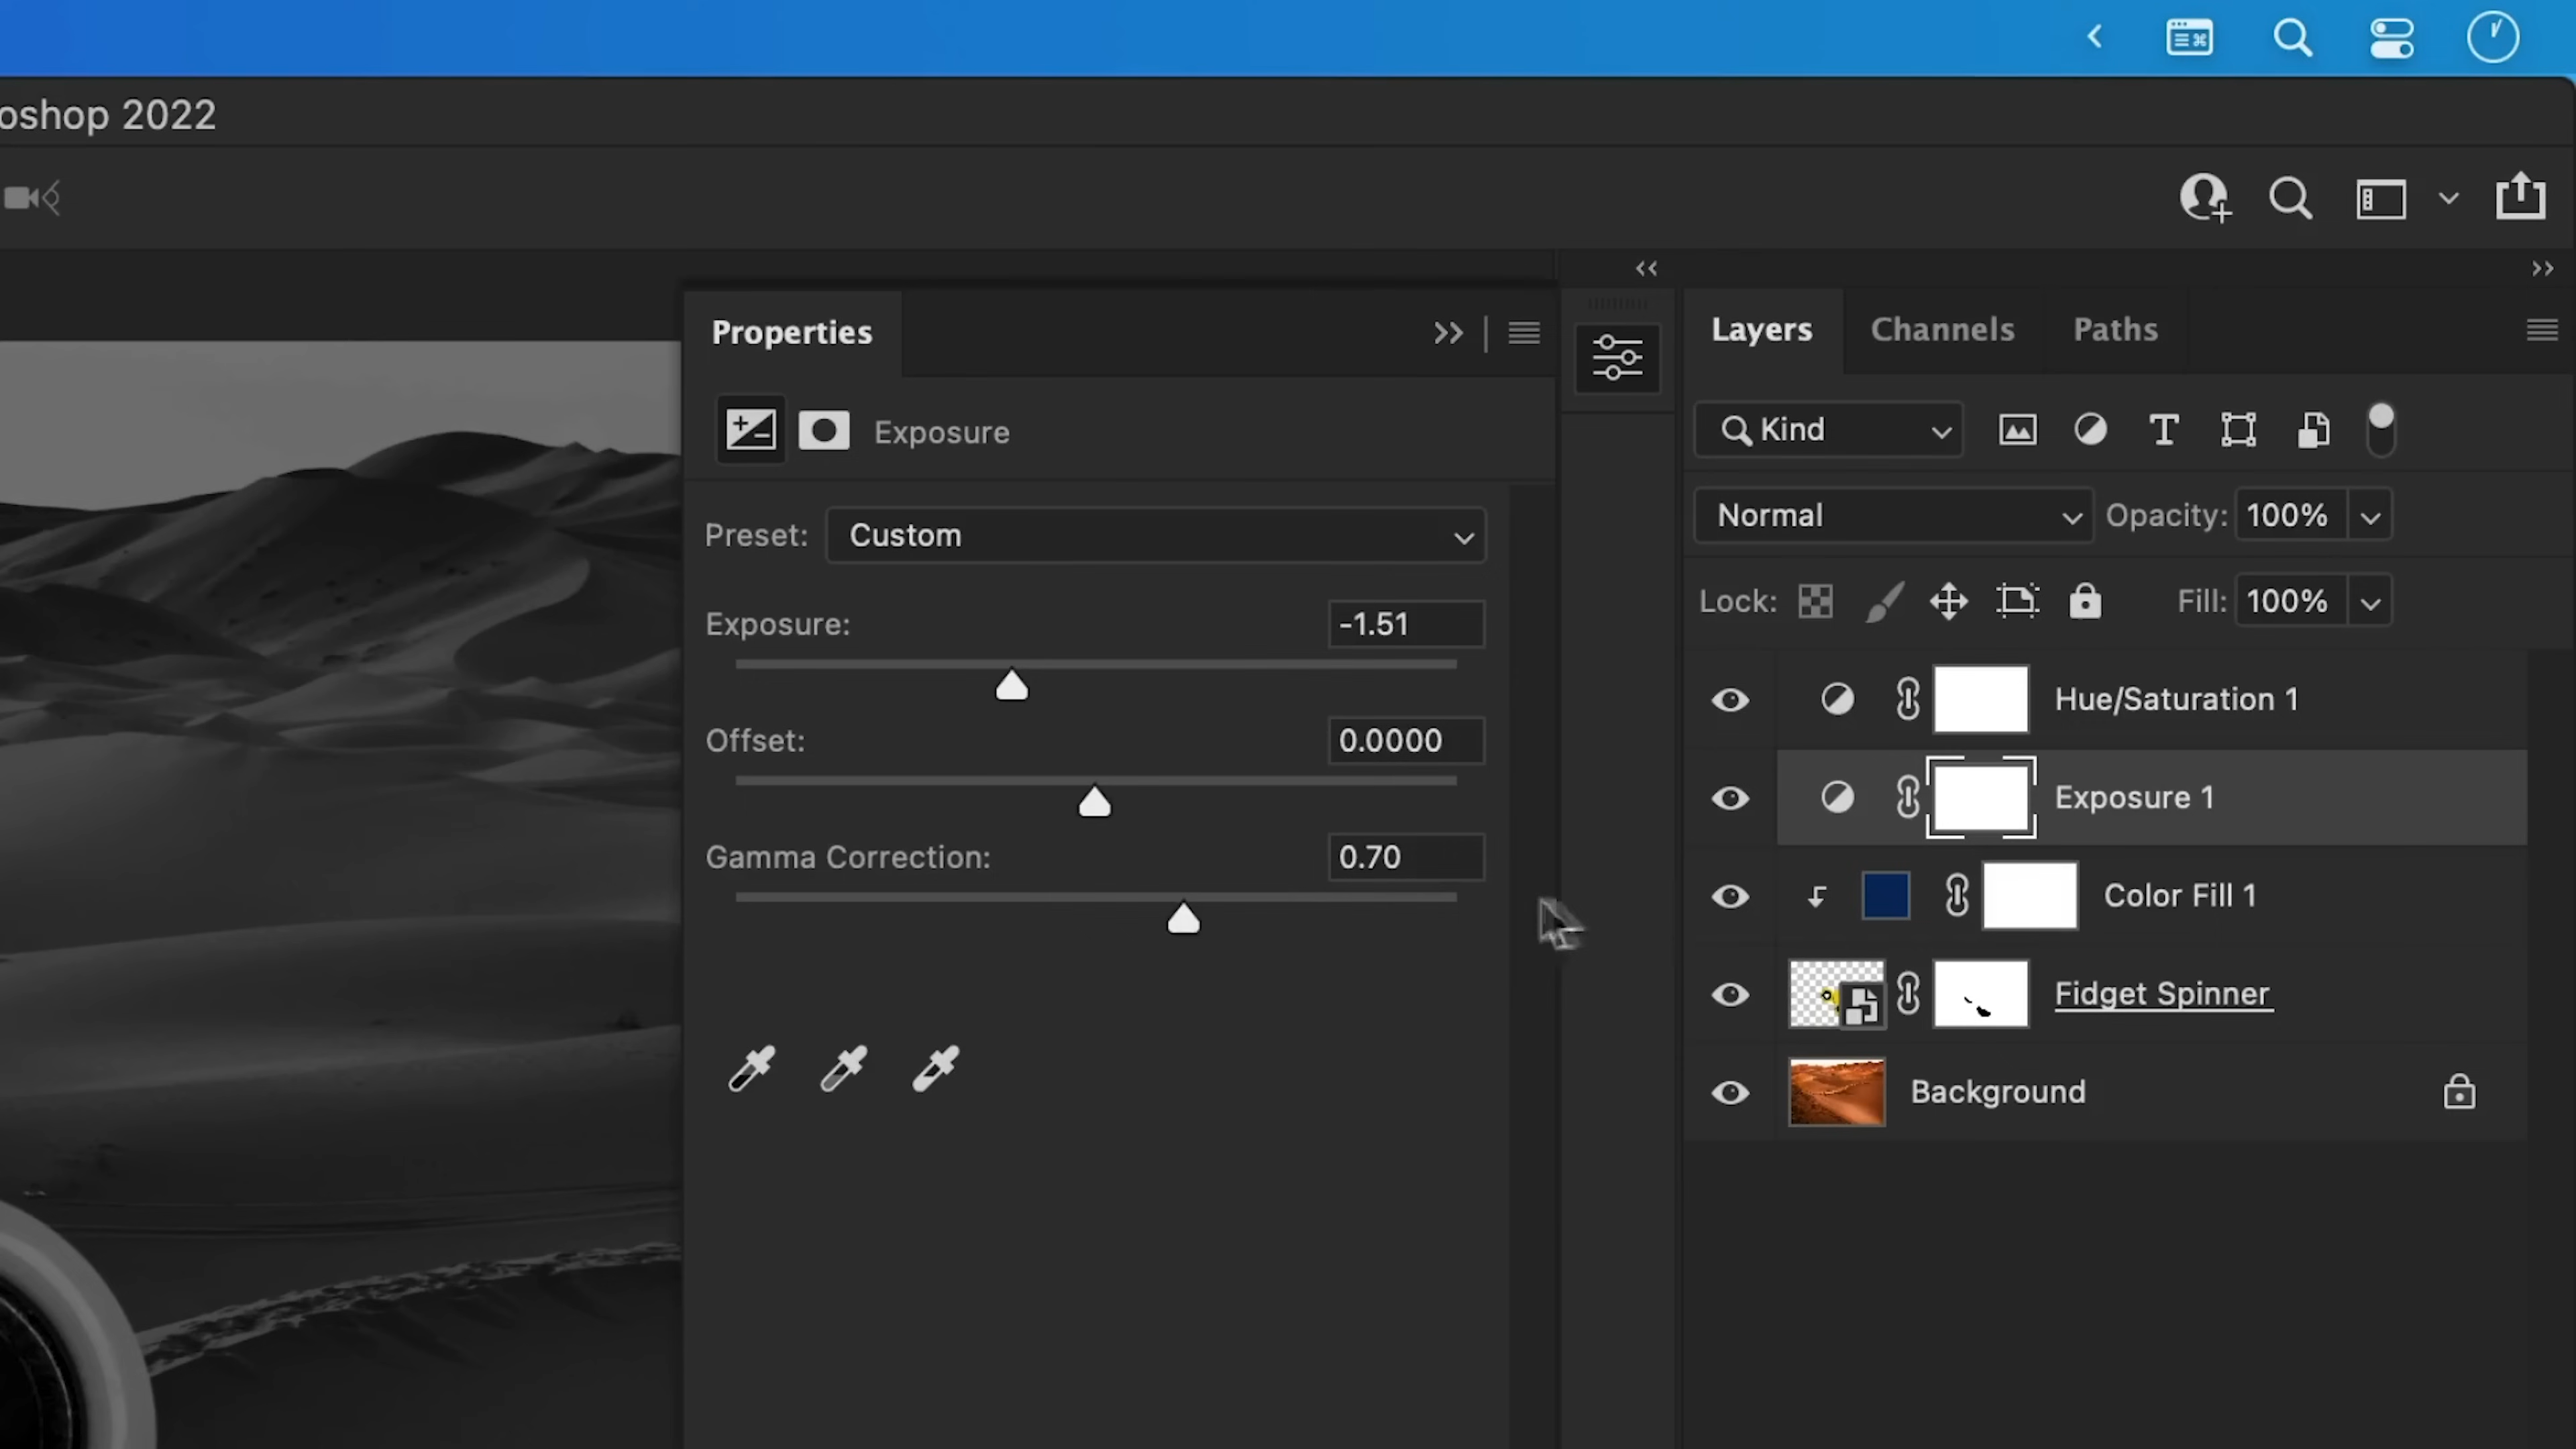 oshop 2022
Properties
Exposure
Preset: Custom
Exposure: -1.51
Offset: 0.0000
Gamma Correction: 0.70
Layers Channels Paths
Kind
Normal Opacity: 100%
Lock: Fill: 100%
Hue/Saturation 1
Exposure 1
Color Fill 1
Fidget Spinner
Background